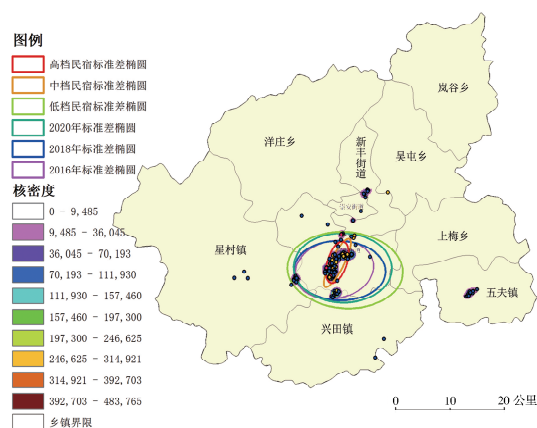 图例
高档民宿标准差椭圆
中档民宿标准差椭圆
低档民宿标准差椭圆
2020年标准差椭圆
2018年标准差椭圆
2016年标准差椭圆
核密度
0 – 9,485
9,485 – 36,045
36,045 – 70,193
70,193 – 111,930
111,930 – 157,460
157,460 – 197,300
197,300 – 246,625
246,625 – 314,921
314,921 – 392,703
392,703 – 483,765
乡镇界限
岚谷乡
洋庄乡
新丰街道
吴屯乡
崇安街道
上梅乡
星村镇
五夫镇
兴田镇
0 10 20 公里